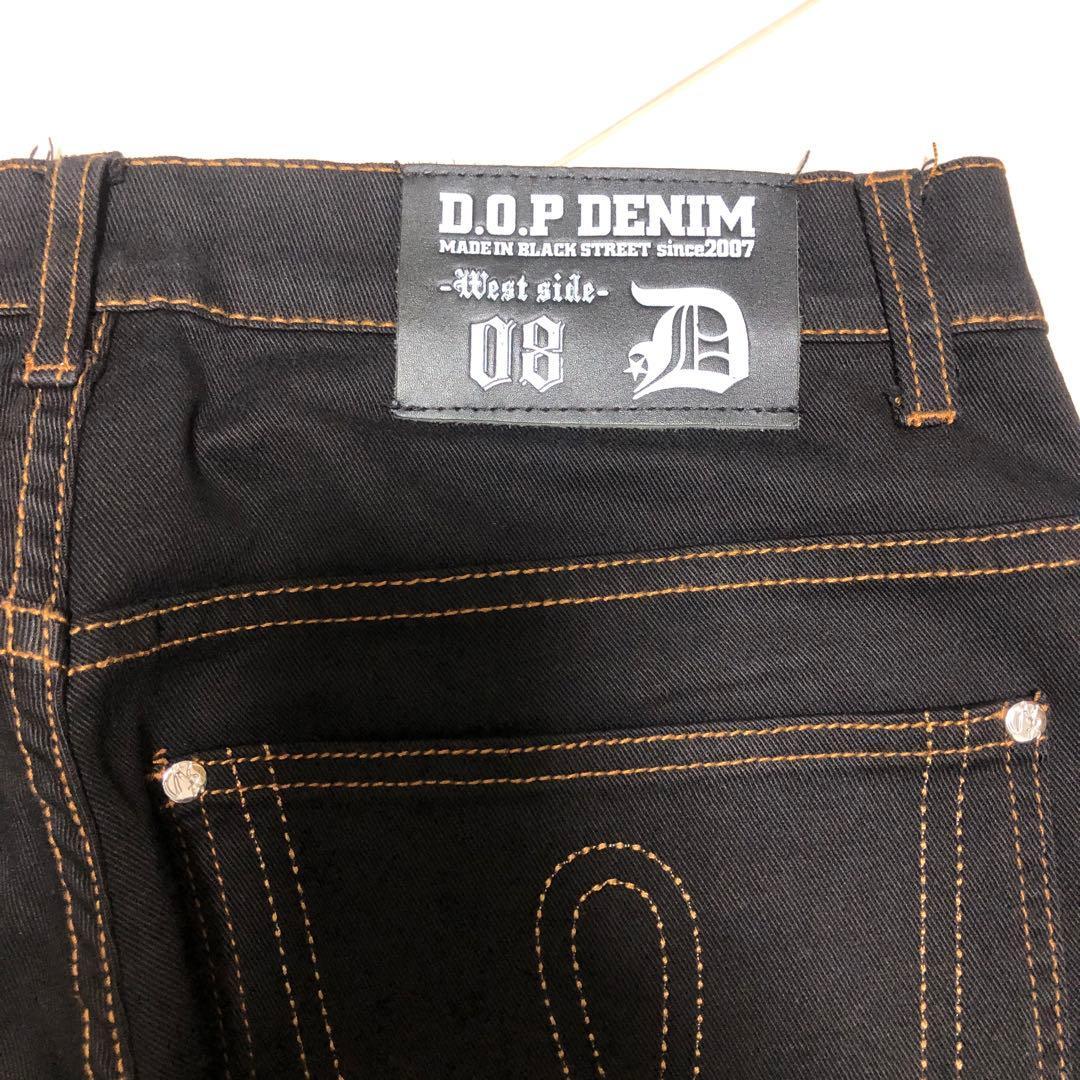 D.O.P DENIM
MADE IN BLACK STREET since2007
-West side-
08 D